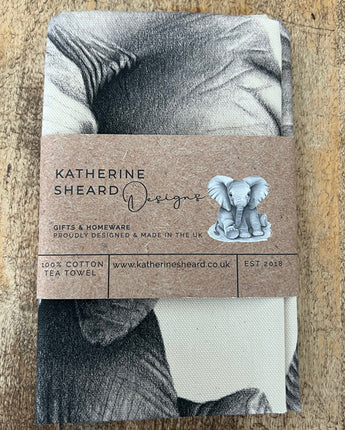 KATHERINE
SHEARD Designs
GIFTS & HOMEWARE
PROUDLY DESIGNED & MADE IN THE UK
100% COTTON
TEA TOWEL
www.katherinesheard.co.uk
EST 2018